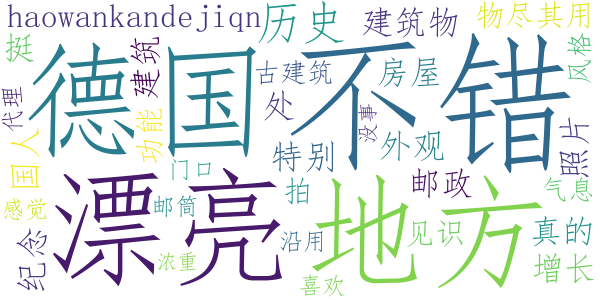 haowankandejiqn
历史
建筑物
物尽其用
挺
代理
德国
建筑
古建筑
处
不错
房屋
风格
国人
功能
没事
外观
照片
门口
特别
漂亮
拍
地方
邮政
气息
感觉
邮筒
纪念
浓重
沿用
喜欢
见识
真的
增长